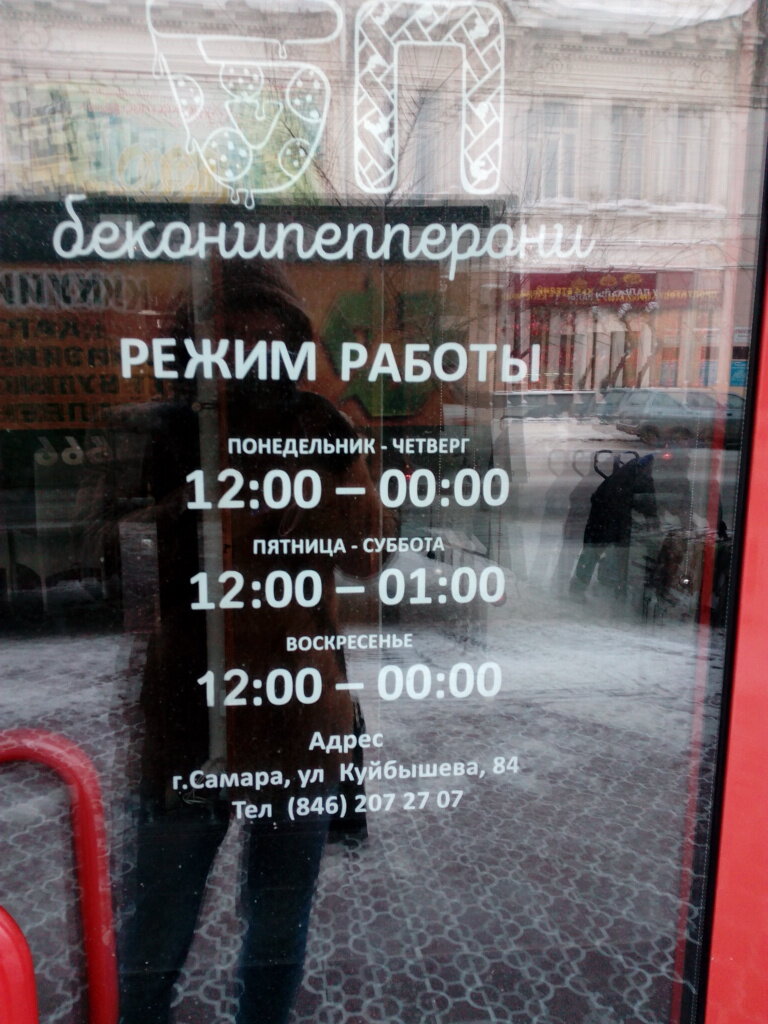 БП
беконипепперони
РЕЖИМ РАБОТЫ
ПОНЕДЕЛЬНИК - ЧЕТВЕРГ
12:00 – 00:00
ПЯТНИЦА - СУББОТА
12:00 – 01:00
ВОСКРЕСЕНЬЕ
12:00 – 00:00
Адрес
г.Самара, ул Куйбышева, 84
Тел (846) 207 27 07